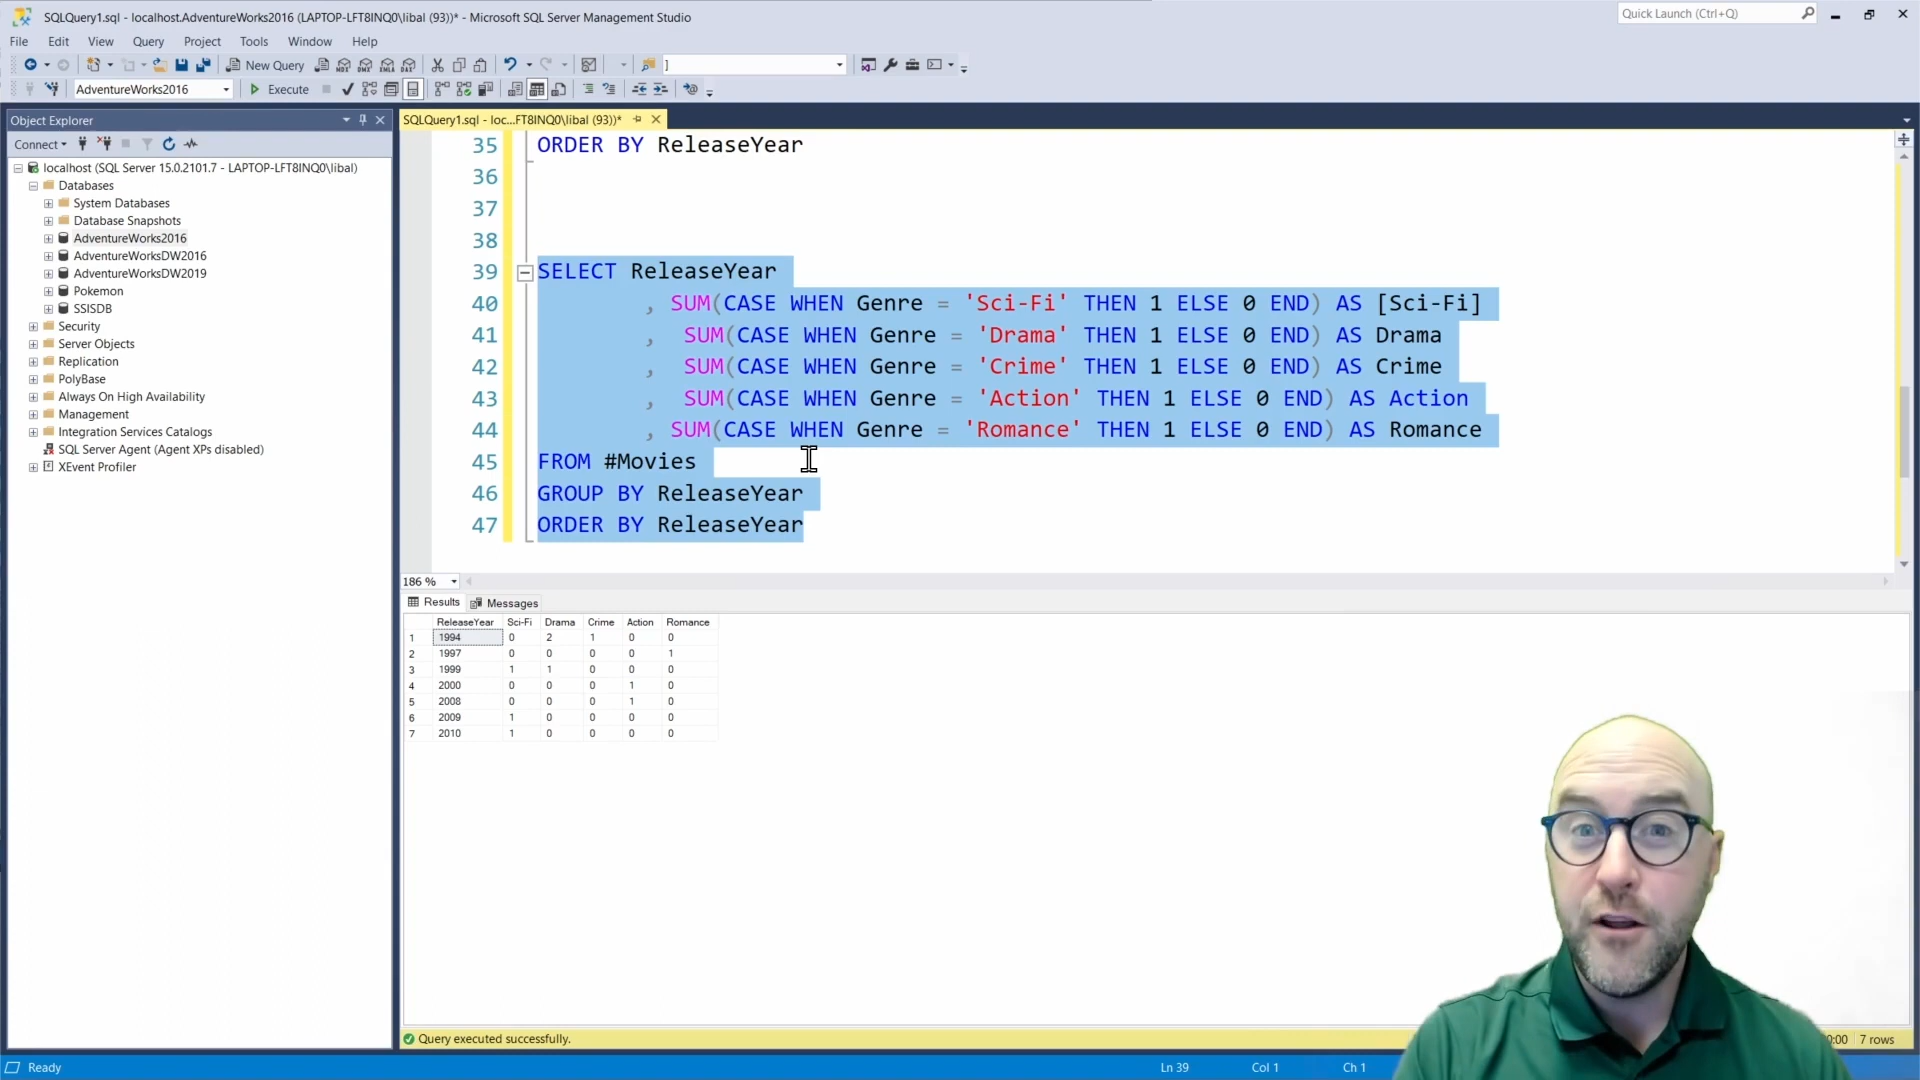 SQLQuery1.sql - localhost.AdventureWorks2016 (LAPTOP-LFT8INQ0\libal (93))* - Microsoft SQL Server Management Studio
Quick Launch (Ctrl+Q)
File Edit View Query Project Tools Window Help
New Query
]
AdventureWorks2016
Execute
Object Explorer
Connect
localhost (SQL Server 15.0.2101.7 - LAPTOP-LFT8INQ0\libal)
Databases
System Databases
Database Snapshots
AdventureWorks2016
AdventureWorksDW2016
AdventureWorksDW2019
Pokemon
SSISDB
Security
Server Objects
Replication
PolyBase
Always On High Availability
Management
Integration Services Catalogs
SQL Server Agent (Agent XPs disabled)
XEvent Profiler
SQLQuery1.sql - loc...FT8INQ0\libal (93))*
35 ORDER BY ReleaseYear
36
37
38
39 SELECT ReleaseYear
40 , SUM(CASE WHEN Genre = 'Sci-Fi' THEN 1 ELSE 0 END) AS [Sci-Fi]
41 , SUM(CASE WHEN Genre = 'Drama' THEN 1 ELSE 0 END) AS Drama
42 , SUM(CASE WHEN Genre = 'Crime' THEN 1 ELSE 0 END) AS Crime
43 , SUM(CASE WHEN Genre = 'Action' THEN 1 ELSE 0 END) AS Action
44 , SUM(CASE WHEN Genre = 'Romance' THEN 1 ELSE 0 END) AS Romance
45 FROM #Movies
46 GROUP BY ReleaseYear
47 ORDER BY ReleaseYear
186 %
Results Messages
ReleaseYear Sci-Fi Drama Crime Action Romance
1 1994 0 2 1 0 0
2 1997 0 0 0 0 1
3 1999 1 1 0 0 0
4 2000 0 0 0 1 0
5 2008 0 0 0 1 0
6 2009 1 0 0 0 0
7 2010 1 0 0 0 0
Query executed successfully.
:00 7 rows
Ready
Ln 39 Col 1 Ch 1